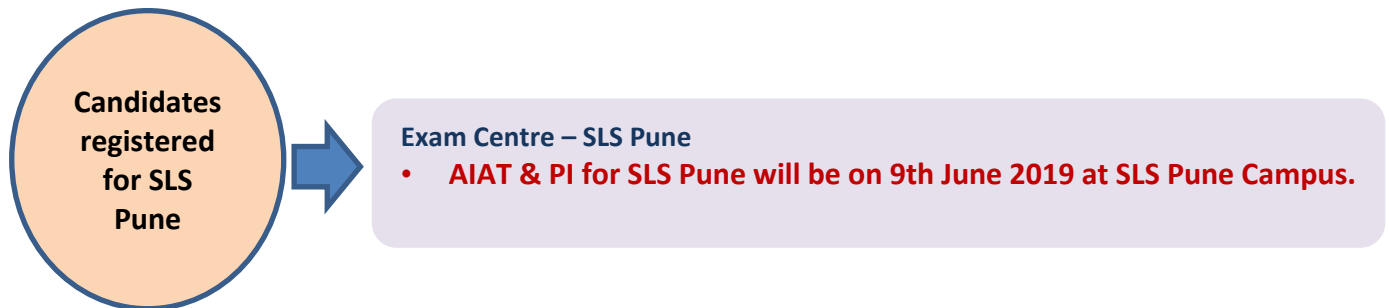 Candidates
registered
for SLS
Pune
Exam Centre – SLS Pune
• AIAT & PI for SLS Pune will be on 9th June 2019 at SLS Pune Campus.